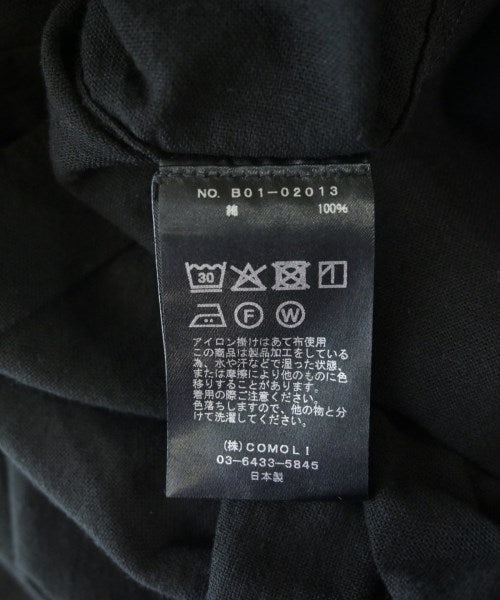 NO. B01-02013
綿 100%
30
F W
アイロン掛けはあて布使用
この商品は製品加工をしている
為、水や汗などで湿った状態、
または摩擦により他のものに色
移りすることがあります。
着用の際ご注意ください。
色落ちしますので、他の物と分
けて洗濯してください。
(株) COMOLI
03-6433-5845
日本製